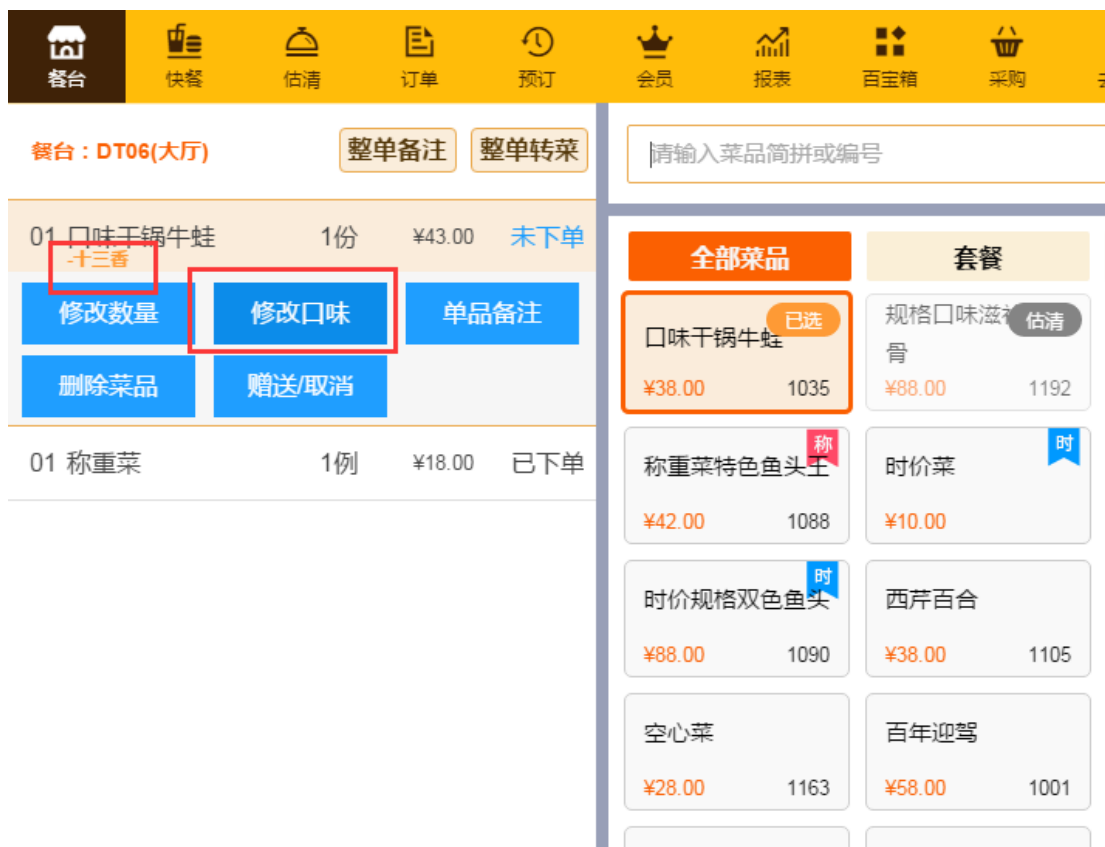 餐台 快餐 估清 订单 预订 会员 报表 百宝箱 采购
餐台：DT06(大厅) 整单备注 整单转菜
请输入菜品简拼或编号
01 口味干锅牛蛙 1份 ¥43.00 未下单
-十三香
修改数量 修改口味 单品备注
删除菜品 赠送/取消
01 称重菜 1例 ¥18.00 已下单
全部菜品 套餐
口味干锅牛蛙 已选
¥38.00 1035
规格口味滋 估清
骨
¥88.00 1192
称重菜特色鱼头王 称
¥42.00 1088
时价菜 时
¥10.00
时价规格双色鱼头 时
¥88.00 1090
西芹百合
¥38.00 1105
空心菜
¥28.00 1163
百年迎驾
¥58.00 1001